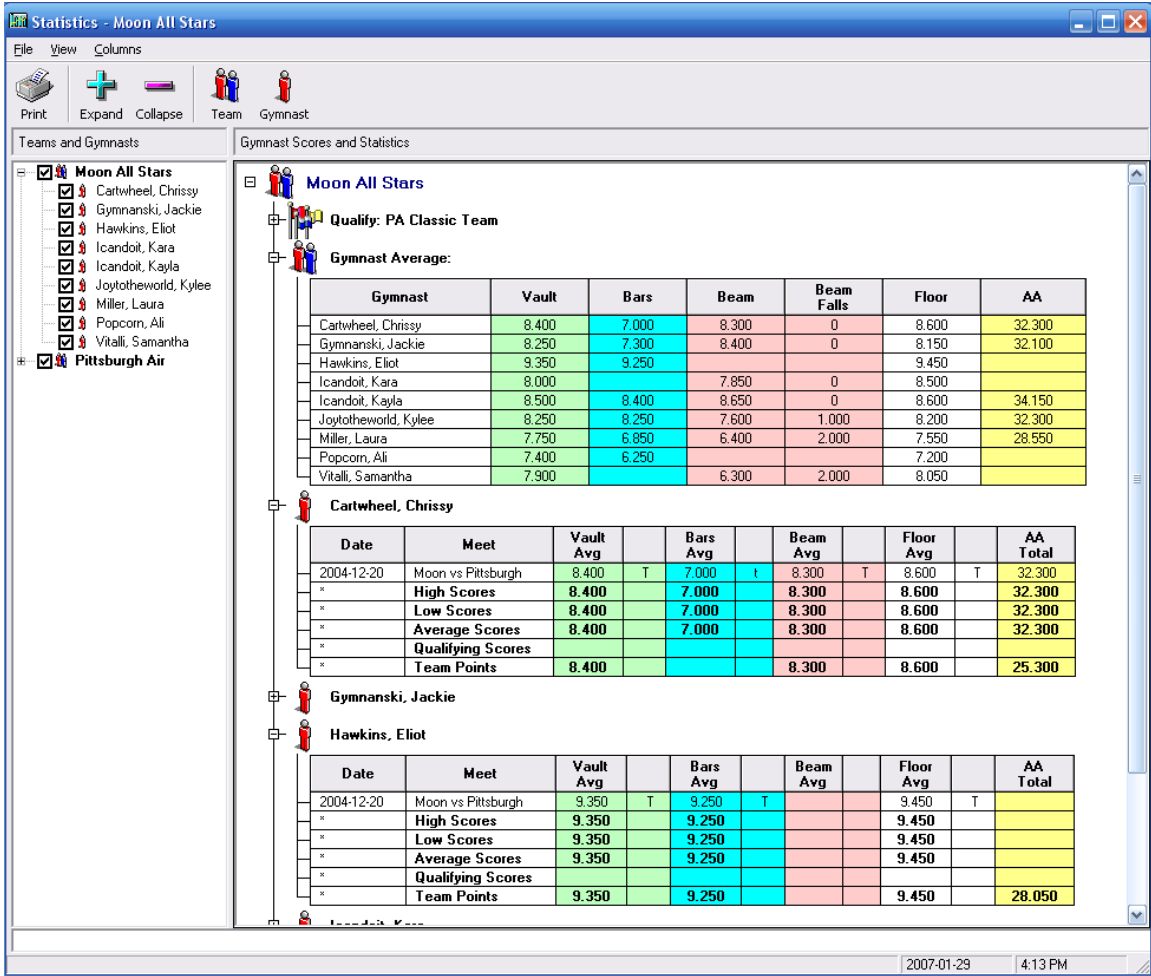 Statistics - Moon All Stars
File View Columns
Print Expand Collapse Team Gymnast
Teams and Gymnasts
Gymnast Scores and Statistics
Moon All Stars
Cartwheel, Chrissy
Gymnanski, Jackie
Hawkins, Eliot
Icandoit, Kara
Icandoit, Kayla
Joytotheworld, Kylee
Miller, Laura
Popcorn, Ali
Vitalli, Samantha
Pittsburgh Air
Moon All Stars
Qualify: PA Classic Team
Gymnast Average:
Gymnast Vault Bars Beam Beam Falls Floor AA
Cartwheel, Chrissy 8.400 7.000 8.300 0 8.600 32.300
Gymnanski, Jackie 8.250 7.300 8.400 0 8.150 32.100
Hawkins, Eliot 9.350 9.250 9.450
Icandoit, Kara 8.000 7.850 0 8.500
Icandoit, Kayla 8.500 8.400 8.650 0 8.600 34.150
Joytotheworld, Kylee 8.250 8.250 7.600 1.000 8.200 32.300
Miller, Laura 7.750 6.850 6.400 2.000 7.550 28.550
Popcorn, Ali 7.400 6.250 7.200
Vitalli, Samantha 7.900 6.300 2.000 8.050
Cartwheel, Chrissy
Date Meet Vault Avg Bars Avg Beam Avg Floor Avg AA Total
2004-12-20 Moon vs Pittsburgh 8.400 T 7.000 t 8.300 T 8.600 T 32.300
* High Scores 8.400 7.000 8.300 8.600 32.300
* Low Scores 8.400 7.000 8.300 8.600 32.300
* Average Scores 8.400 7.000 8.300 8.600 32.300
* Qualifying Scores
* Team Points 8.400 8.300 8.600 25.300
Gymnanski, Jackie
Hawkins, Eliot
Date Meet Vault Avg Bars Avg Beam Avg Floor Avg AA Total
2004-12-20 Moon vs Pittsburgh 9.350 T 9.250 T 9.450 T
* High Scores 9.350 9.250 9.450
* Low Scores 9.350 9.250 9.450
* Average Scores 9.350 9.250 9.450
* Qualifying Scores
* Team Points 9.350 9.250 9.450 28.050
2007-01-29 4:13 PM